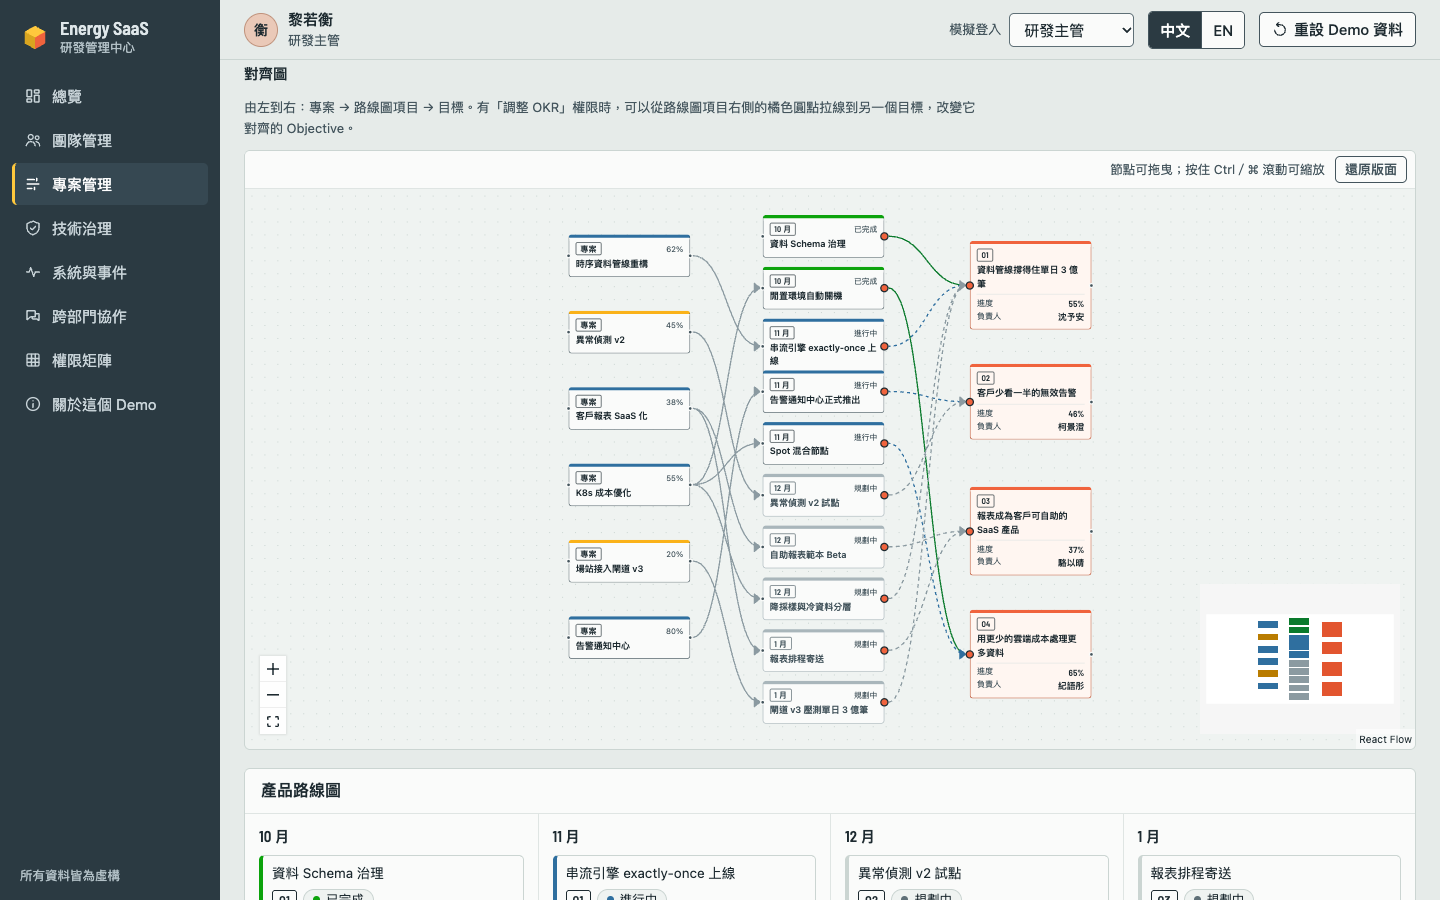 Energy SaaS
研發管理中心
總覽
團隊管理
專案管理
技術治理
系統與事件
跨部門協作
權限矩陣
關於這個 Demo
所有資料皆為虛構
衡
黎若衡
研發主管
模擬登入
研發主管
中文
EN
重設 Demo 資料
對齊圖
由左到右：專案 → 路線圖項目 → 目標。有「調整 OKR」權限時，可以從路線圖項目右側的橘色圓點拉線到另一個目標，改變它
對齊的 Objective。
節點可拖曳；按住 Ctrl / ⌘ 滾動可縮放
還原版面
專案
62%
時序資料管線重構
專案
45%
異常偵測 v2
專案
38%
客戶報表 SaaS 化
專案
55%
K8s 成本優化
專案
20%
場站接入閘道 v3
專案
80%
告警通知中心
10 月
已完成
資料 Schema 治理
10 月
已完成
閒置環境自動關機
11 月
進行中
串流引擎 exactly-once 上
線
11 月
進行中
告警通知中心正式推出
11 月
進行中
Spot 混合節點
12 月
規劃中
異常偵測 v2 試點
12 月
規劃中
自助報表範本 Beta
12 月
規劃中
降採樣與冷資料分層
1 月
規劃中
報表排程寄送
1 月
規劃中
閘道 v3 壓測單日 3 億筆
O1
資料管線撐得住單日 3 億
筆
進度
55%
負責人
沈予安
O2
客戶少看一半的無效告警
進度
46%
負責人
柯景澄
O3
報表成為客戶可自助的
SaaS 產品
進度
37%
負責人
駱以晴
O4
用更少的雲端成本處理更
多資料
進度
65%
負責人
紀語彤
React Flow
產品路線圖
10 月
資料 Schema 治理
O1
已完成
11 月
串流引擎 exactly-once 上線
O1
進行中
12 月
異常偵測 v2 試點
O2
規劃中
1 月
報表排程寄送
O3
規劃中